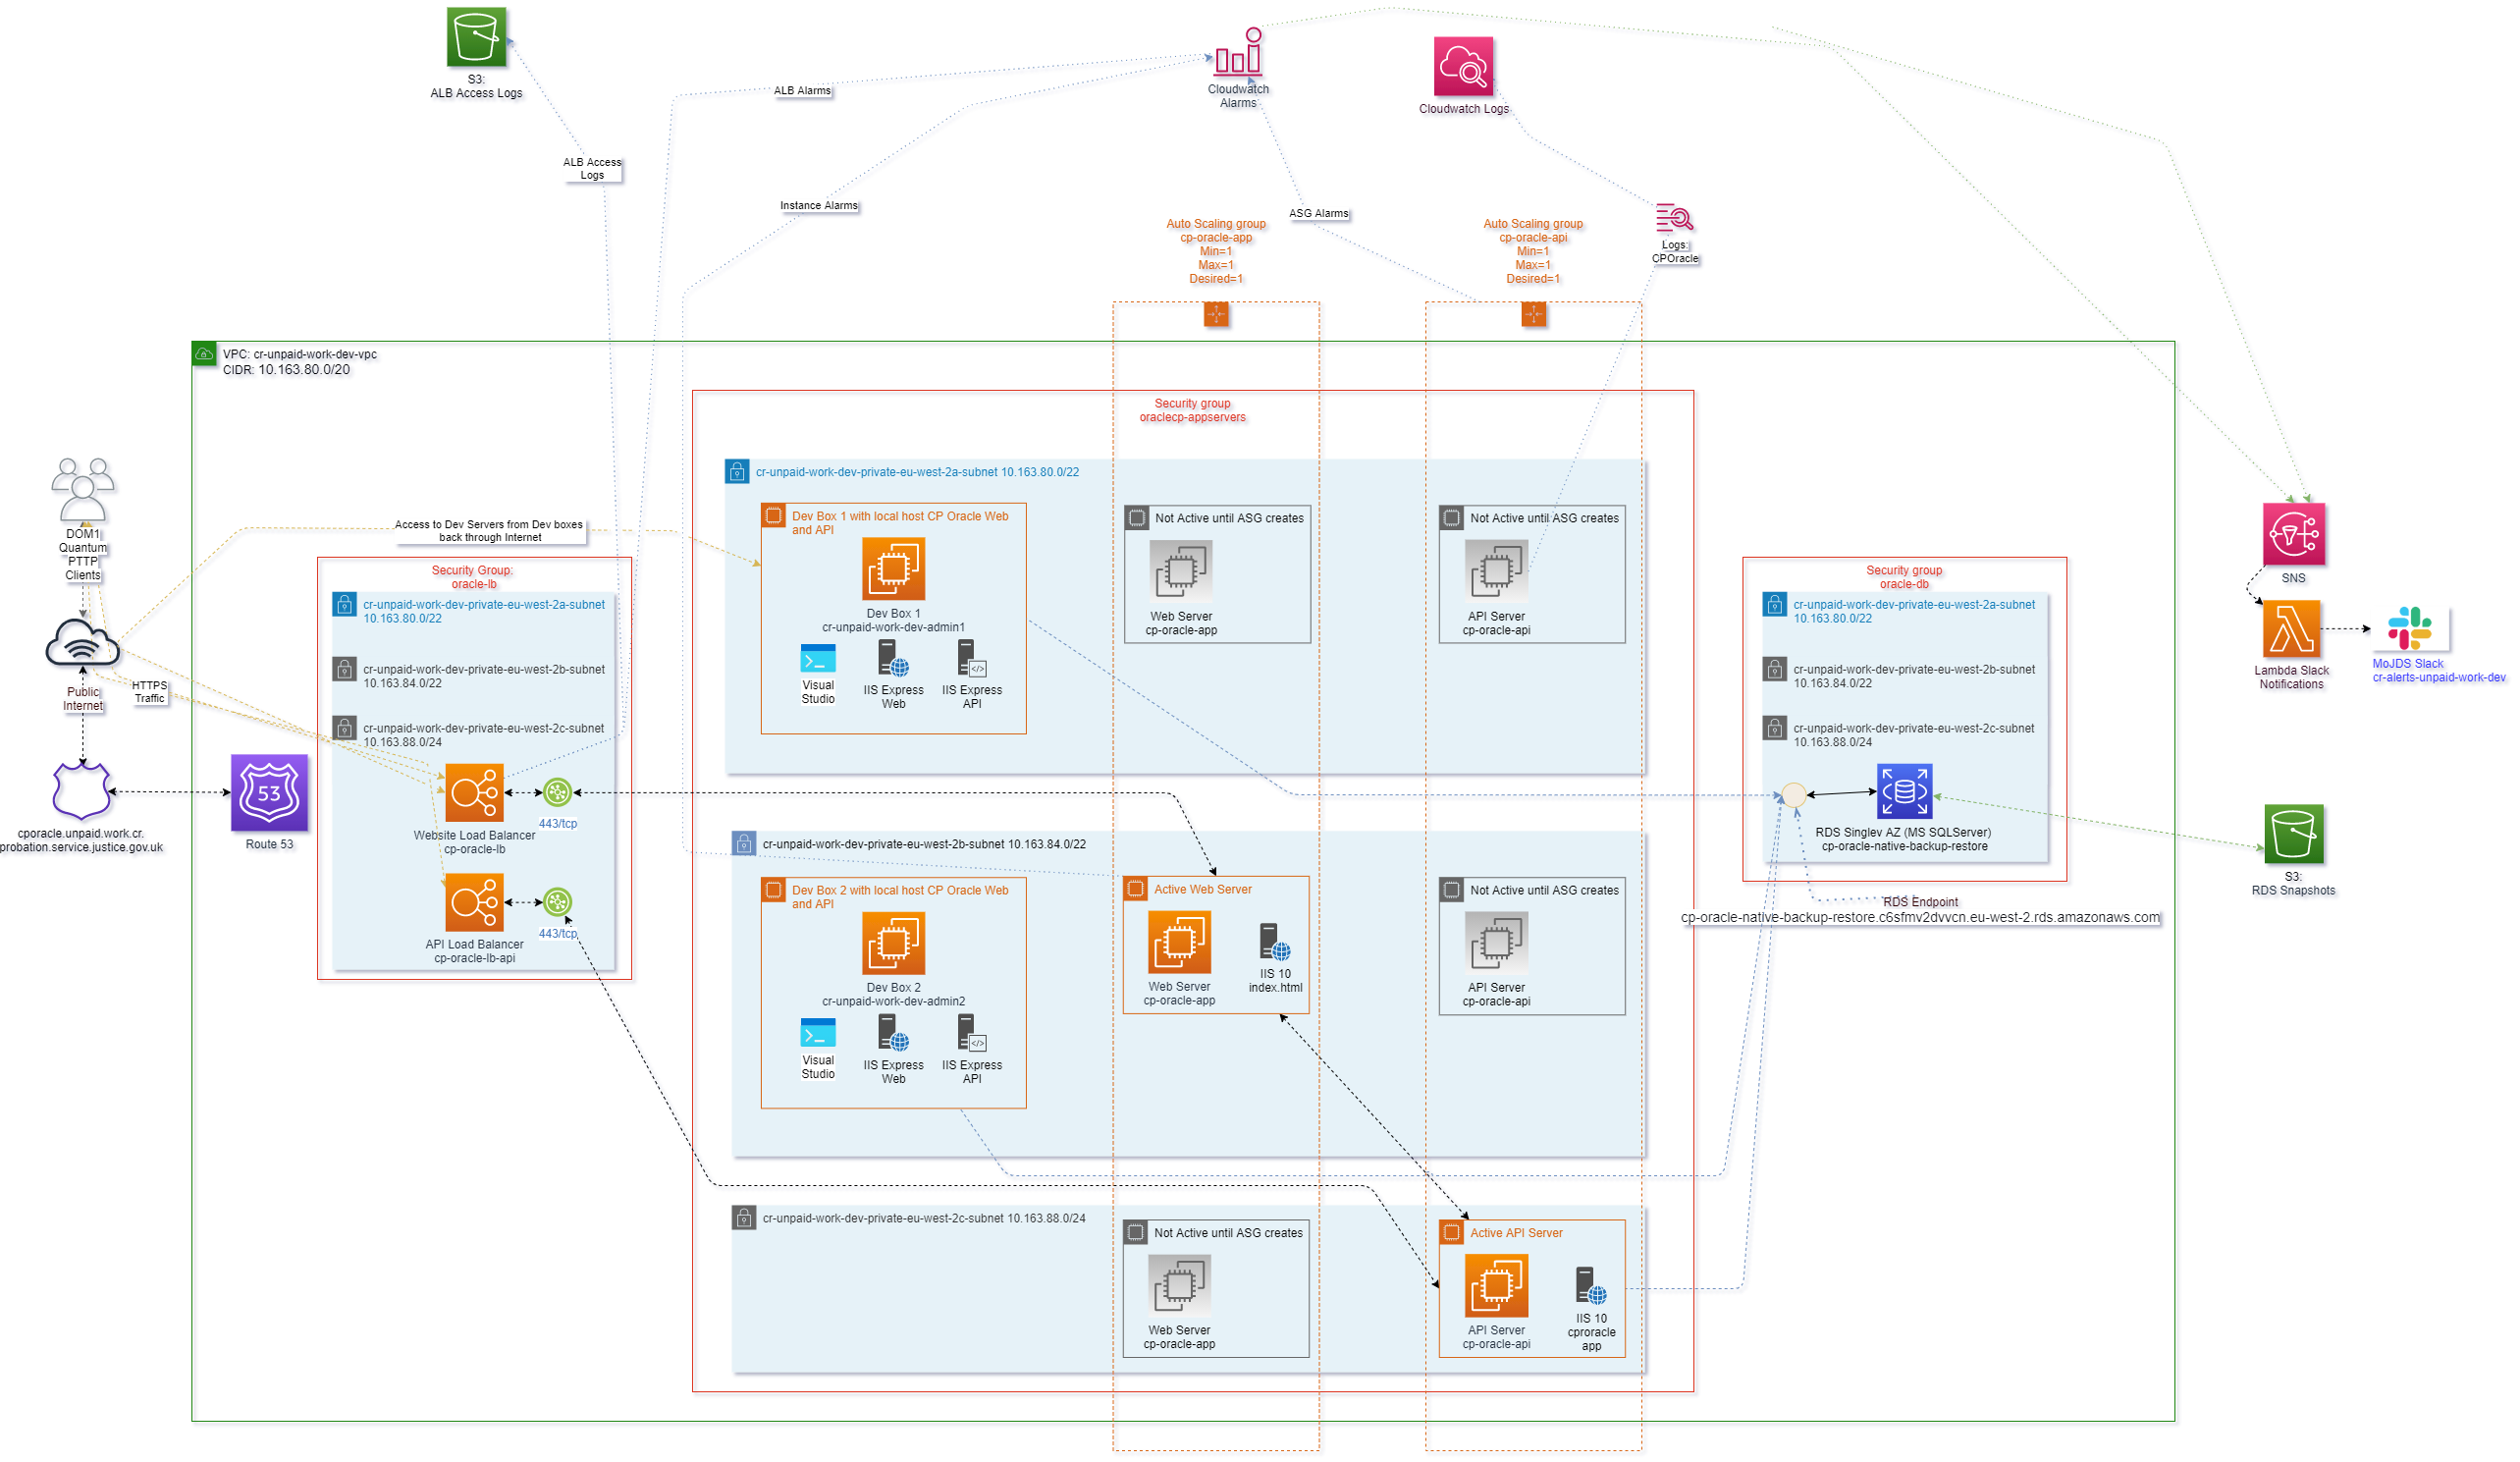 S3:
ALB Access Logs
Cloudwatch
Alarms
Cloudwatch Logs
ALB Alarms
ALB Access
Logs
Instance Alarms
ASG Alarms
Auto Scaling group
cp-oracle-app
Min=1
Max=1
Desired=1
Auto Scaling group
cp-oracle-api
Min=1
Max=1
Desired=1
Logs:
CPOracle
VPC: cr-unpaid-work-dev-vpc
CIDR: 10.163.80.0/20
Security group
oraclecp-appservers
cr-unpaid-work-dev-private-eu-west-2a-subnet 10.163.80.0/22
Dev Box 1 with local host CP Oracle Web
and API
Dev Box 1
cr-unpaid-work-dev-admin1
Visual
Studio
IIS Express
Web
IIS Express
API
Not Active until ASG creates
Web Server
cp-oracle-app
Not Active until ASG creates
API Server
cp-oracle-api
DOM1
Quantum
PTTP
Clients
Access to Dev Servers from Dev boxes
back through Internet
Public
Internet
HTTPS
Traffic
cporacle.unpaid.work.cr.
probation.service.justice.gov.uk
53
Route 53
Security Group:
oracle-lb
cr-unpaid-work-dev-private-eu-west-2a-subnet
10.163.80.0/22
cr-unpaid-work-dev-private-eu-west-2b-subnet
10.163.84.0/22
cr-unpaid-work-dev-private-eu-west-2c-subnet
10.163.88.0/24
443/tcp
Website Load Balancer
cp-oracle-lb
443/tcp
API Load Balancer
cp-oracle-lb-api
cr-unpaid-work-dev-private-eu-west-2b-subnet 10.163.84.0/22
Dev Box 2 with local host CP Oracle Web
and API
Dev Box 2
cr-unpaid-work-dev-admin2
Visual
Studio
IIS Express
Web
IIS Express
API
Active Web Server
Web Server
cp-oracle-app
IIS 10
index.html
Not Active until ASG creates
API Server
cp-oracle-api
cr-unpaid-work-dev-private-eu-west-2c-subnet 10.163.88.0/24
Not Active until ASG creates
Web Server
cp-oracle-app
Active API Server
API Server
cp-oracle-api
IIS 10
cproracle
app
Security group
oracle-db
cr-unpaid-work-dev-private-eu-west-2a-subnet
10.163.80.0/22
cr-unpaid-work-dev-private-eu-west-2b-subnet
10.163.84.0/22
cr-unpaid-work-dev-private-eu-west-2c-subnet
10.163.88.0/24
RDS Singlev AZ (MS SQLServer)
cp-oracle-native-backup-restore
RDS Endpoint
cp-oracle-native-backup-restore.c6sfmv2dvvcn.eu-west-2.rds.amazonaws.com
SNS
Lambda Slack
Notifications
MoJDS Slack
cr-alerts-unpaid-work-dev
S3:
RDS Snapshots